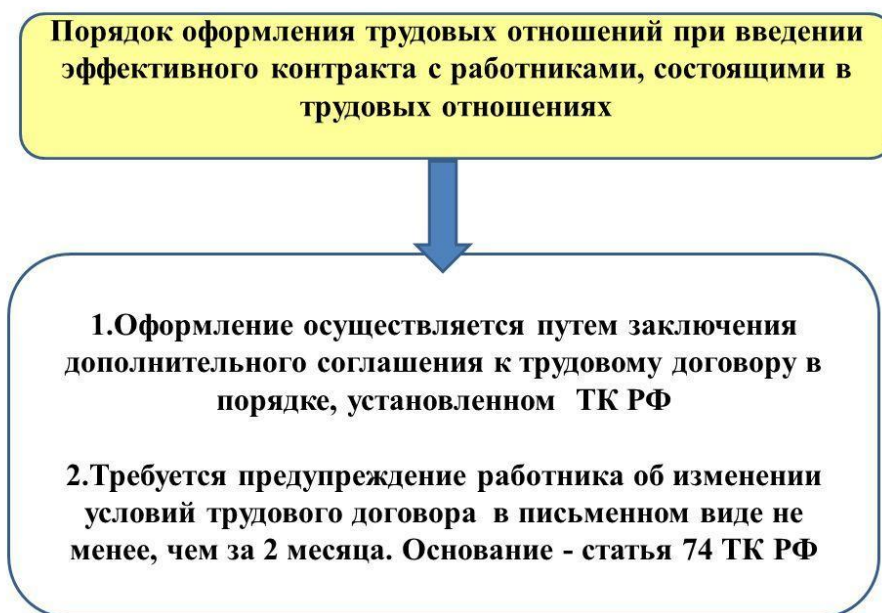 Порядок оформления трудовых отношений при введении
эффективного контракта с работниками, состоящими в
трудовых отношениях
1.Оформление осуществляется путем заключения
дополнительного соглашения к трудовому договору в
порядке, установленном ТК РФ
2.Требуется предупреждение работника об изменении
условий трудового договора в письменном виде не
менее, чем за 2 месяца. Основание - статья 74 ТК РФ